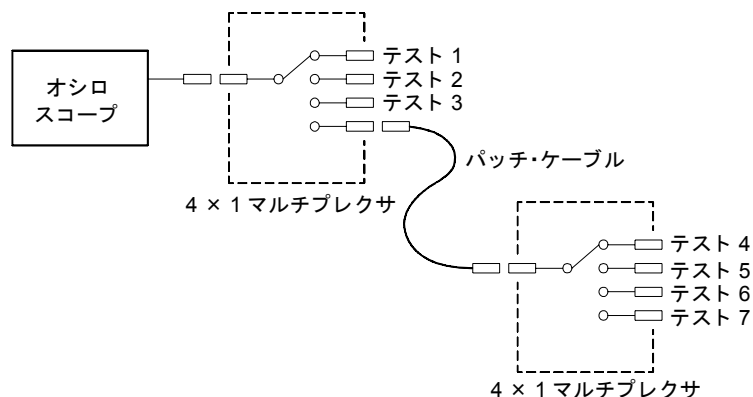 オシロ
スコープ
テスト 1
テスト 2
テスト 3
4 × 1 マルチプレクサ
パッチ・ケーブル
テスト 4
テスト 5
テスト 6
テスト 7
4 × 1 マルチプレクサ